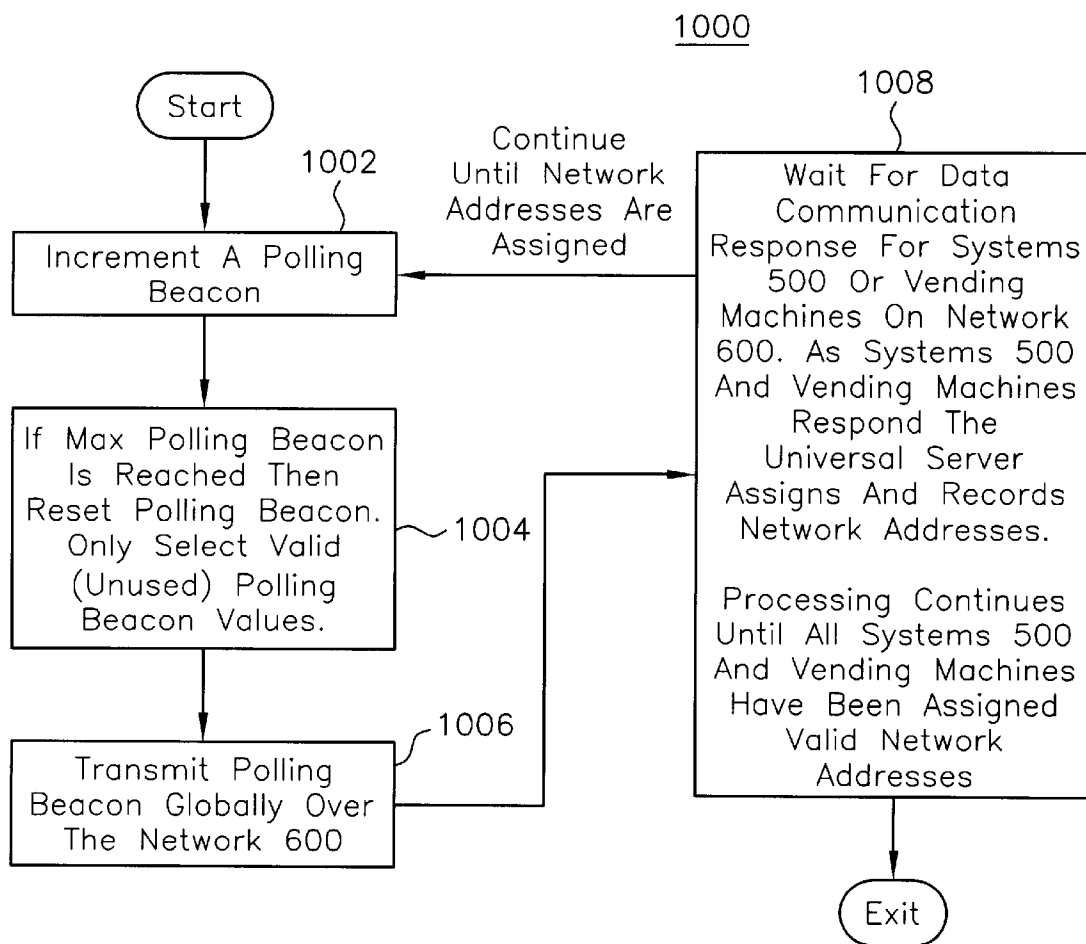 1000
Start
1002
Increment A Polling
Beacon
If Max Polling Beacon
Is Reached Then
Reset Polling Beacon.
Only Select Valid
(Unused) Polling
Beacon Values.
1004
1006
Transmit Polling
Beacon Globally Over
The Network 600
Continue
Until Network
Addresses Are
Assigned
1008
Wait For Data
Communication
Response For Systems
500 Or Vending
Machines On Network
600. As Systems 500
And Vending Machines
Respond The
Universal Server
Assigns And Records
Network Addresses.
Processing Continues
Until All Systems 500
And Vending Machines
Have Been Assigned
Valid Network
Addresses
Exit